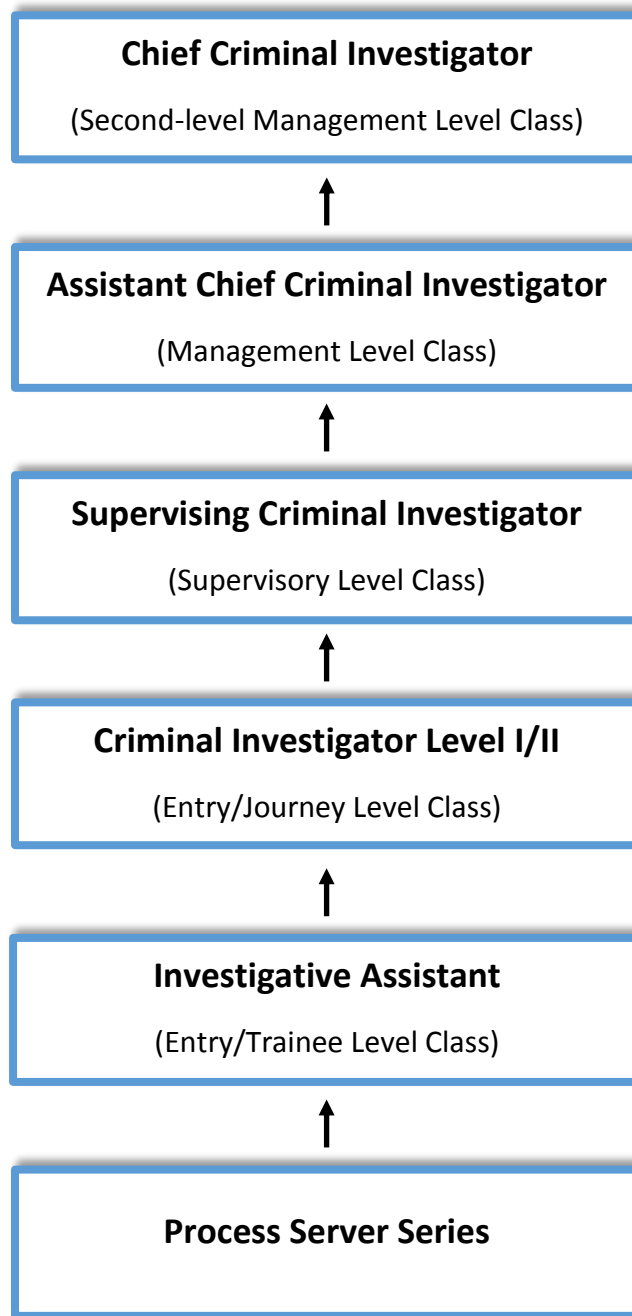 Chief Criminal Investigator
(Second-level Management Level Class)
Assistant Chief Criminal Investigator
(Management Level Class)
Supervising Criminal Investigator
(Supervisory Level Class)
Criminal Investigator Level I/II
(Entry/Journey Level Class)
Investigative Assistant
(Entry/Trainee Level Class)
Process Server Series